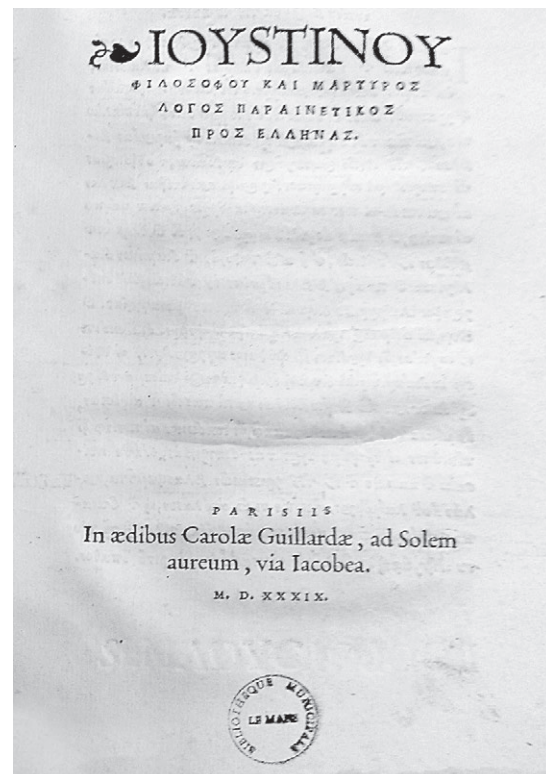 ΙΟΥΣΤΙΝΟΥ
ΦΙΛΟΣΟΦΟΥ ΚΑΙ ΜΑΡΤΥΡΟΣ
ΛΟΓΟΣ ΠΑΡΑΙΝΕΤΙΚΟΣ
ΠΡΟΣ ΕΛΛΗΝΑΣ.
PARISIIS
In ædibus Carolæ Guillardæ, ad Solem
aureum, via Iacobea.
M. D. XXXIX.
BIBLIOTHEQUE MUNICIPALE
LE MANS